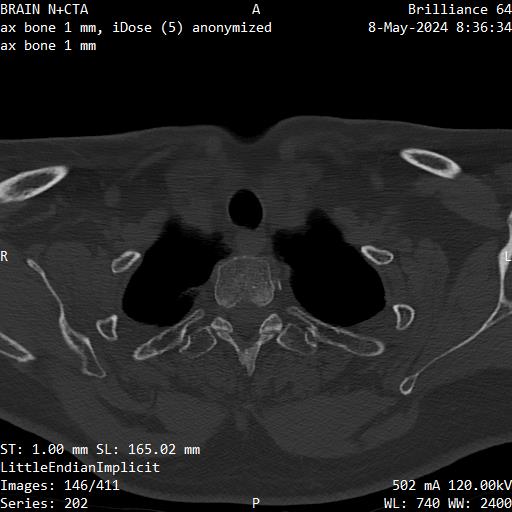 BRAIN N+CTA
ax bone 1 mm, iDose (5) anonymized
ax bone 1 mm
A
Brilliance 64
8-May-2024 8:36:34
R
L
ST: 1.00 mm SL: 165.02 mm
LittleEndianImplicit
Images: 146/411
Series: 202
P
502 mA 120.00kV
WL: 740 WW: 2400